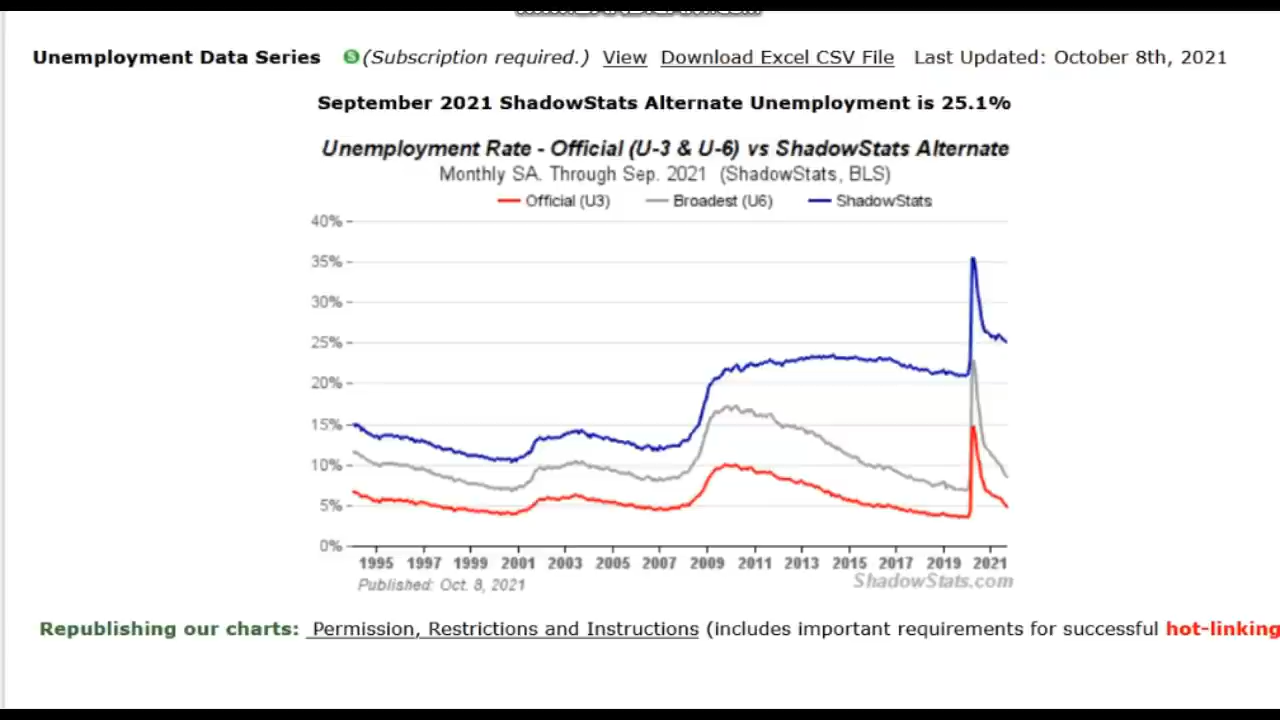 Unemployment Data Series S (Subscription required.) View Download Excel CSV File Last Updated: October 8th, 2021
September 2021 ShadowStats Alternate Unemployment is 25.1%
Unemployment Rate - Official (U-3 & U-6) vs ShadowStats Alternate
Monthly SA. Through Sep. 2021 (ShadowStats, BLS)
Official (U3) Broadest (U6) ShadowStats
40%
35%
30%
25%
20%
15%
10%
5%
0%
1995 1997 1999 2001 2003 2005 2007 2009 2011 2013 2015 2017 2019 2021
Published: Oct. 8, 2021 ShadowStats.com
Republishing our charts: Permission, Restrictions and Instructions (includes important requirements for successful hot-linking